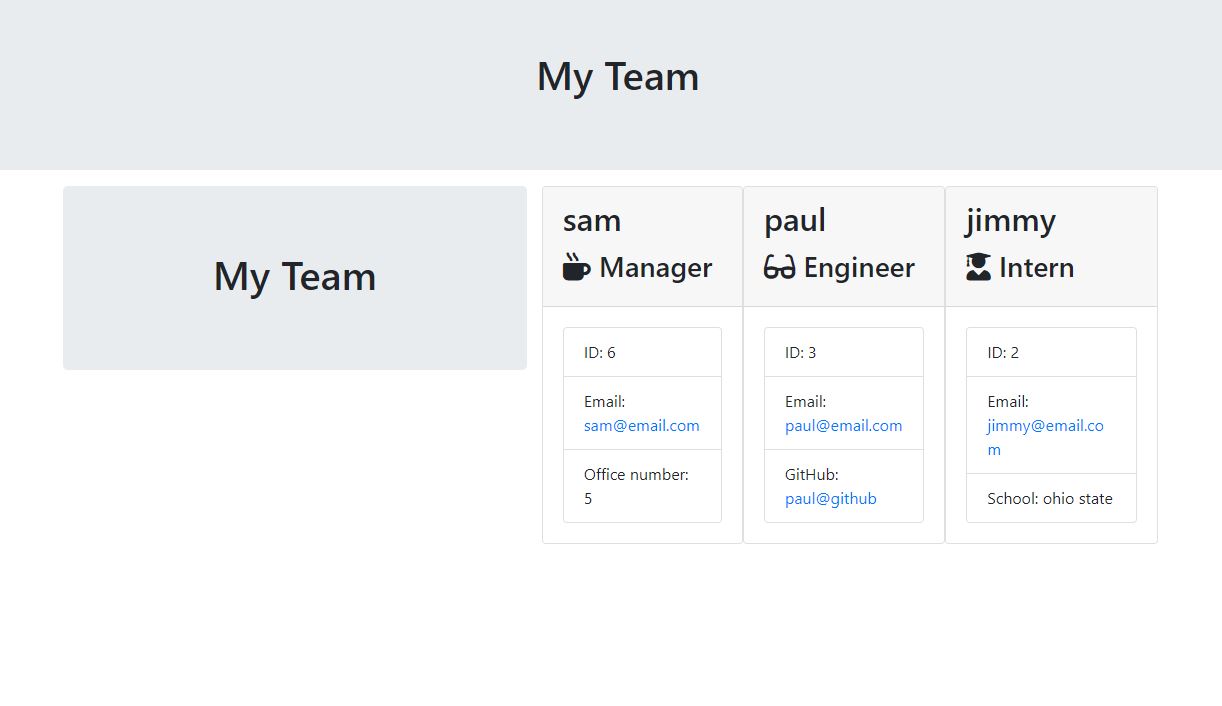 My Team
My Team
sam
Manager
ID: 6
Email:
sam@email.com
Office number:
5
paul
Engineer
ID: 3
Email:
paul@email.com
GitHub:
paul@github
jimmy
Intern
ID: 2
Email:
jimmy@email.co
m
School: ohio state